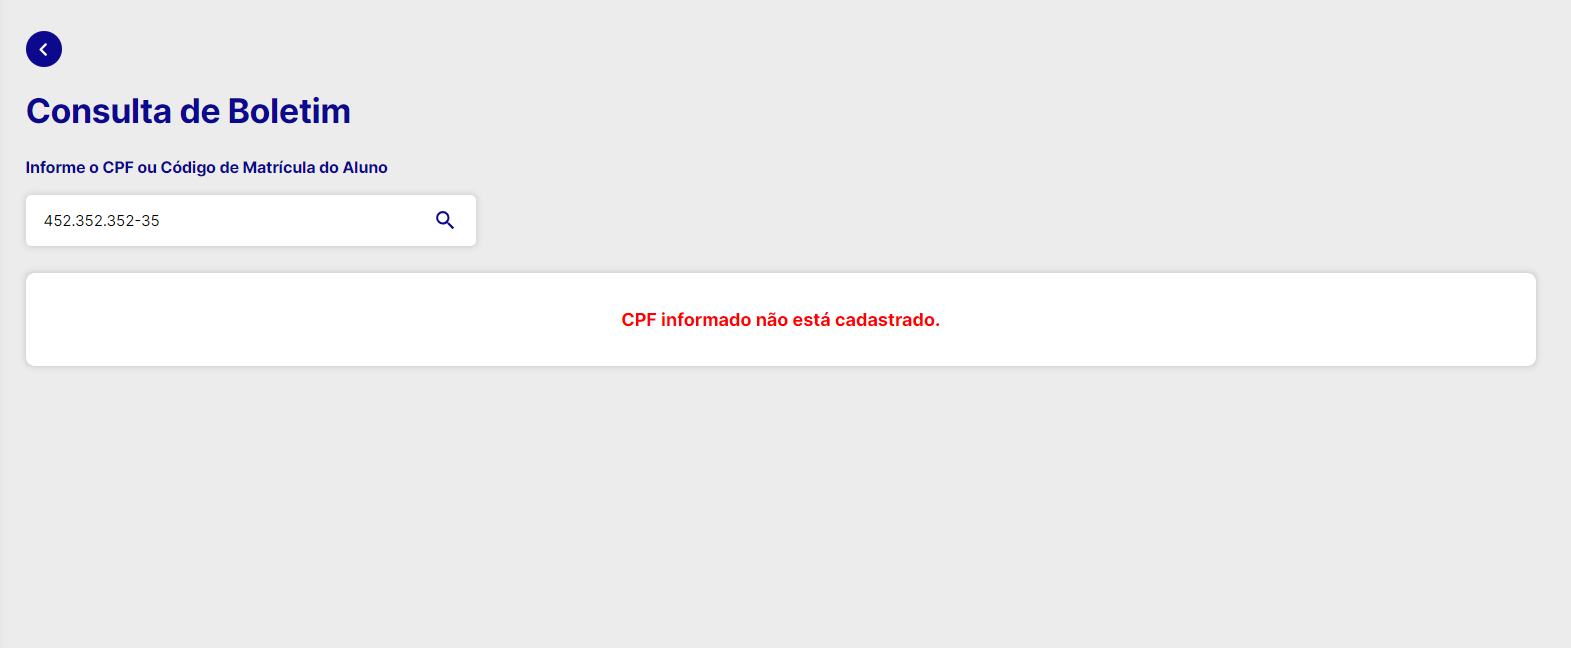 Consulta de Boletim
Informe o CPF ou Código de Matrícula do Aluno
452.352.352-35
CPF informado não está cadastrado.